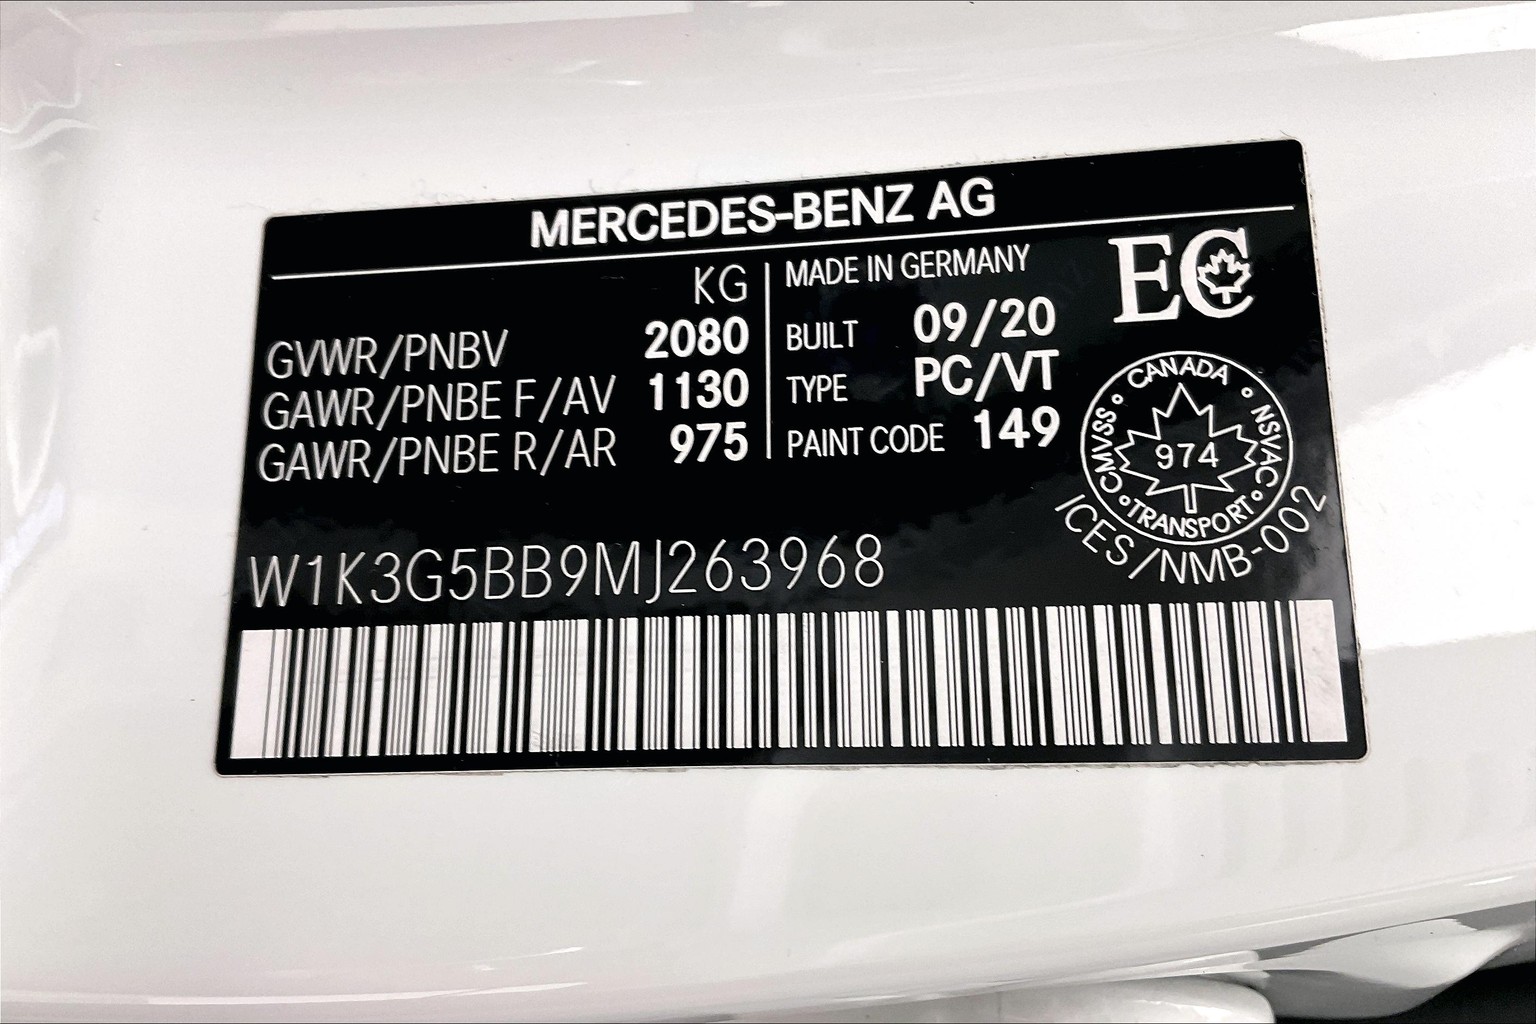 MERCEDES-BENZ AG
KG
GVWR/PNBV 2080
GAWR/PNBE F/AV 1130
GAWR/PNBE R/AR 975
MADE IN GERMANY
BUILT 09/20
TYPE PC/VT
PAINT CODE 149
EC
CANADA
CMVSS 974 NSVAC
TRANSPORT
ICES/NMB-002
W1K3G5BB9MJ263968